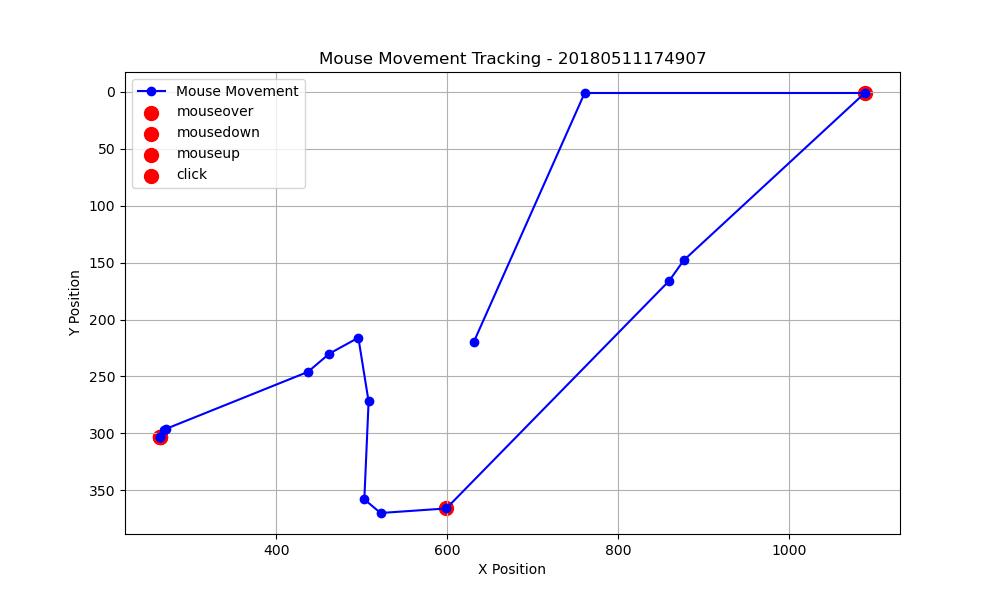 Mouse Movement Tracking - 20180511174907
Mouse Movement
mouseover
mousedown
mouseup
click
0
50
100
150
200
250
300
350
Y Position
400 600 800 1000
X Position